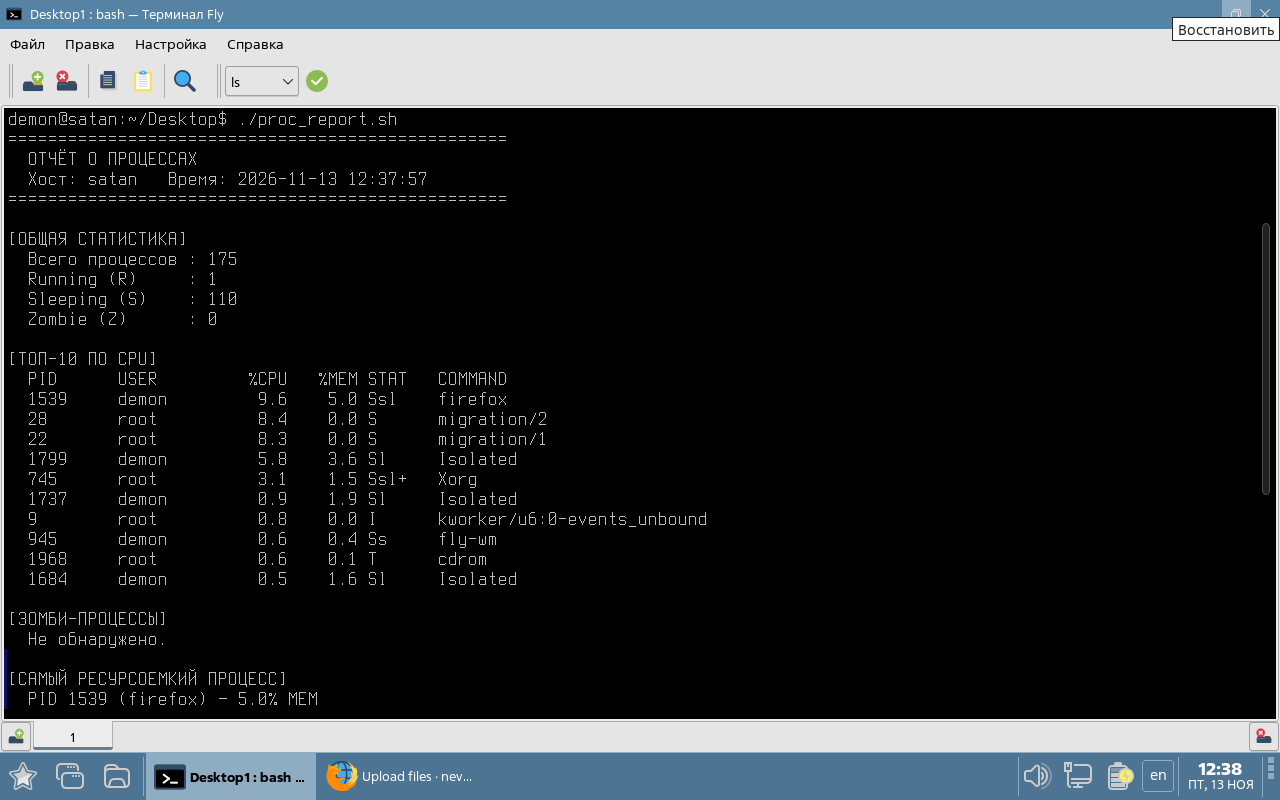 Desktop1 : bash — Терминал Fly
Восстановить
Файл Правка Настройка Справка
ls
demon@satan:~/Desktop$ ./proc_report.sh
==================================================
ОТЧЁТ О ПРОЦЕССАХ
Хост: satan   Время: 2026-11-13 12:37:57
==================================================
[ОБЩАЯ СТАТИСТИКА]
Всего процессов : 175
Running (R)     : 1
Sleeping (S)    : 110
Zombie (Z)      : 0
[ТОП-10 ПО CPU]
PID      USER         %CPU   %MEM STAT   COMMAND
1539     demon         9.6    5.0 Ssl    firefox
28       root          8.4    0.0 S      migration/2
22       root          8.3    0.0 S      migration/1
1799     demon         5.8    3.6 Sl     Isolated
745      root          3.1    1.5 Ssl+   Xorg
1737     demon         0.9    1.9 Sl     Isolated
9        root          0.8    0.0 I      kworker/u6:0-events_unbound
945      demon         0.6    0.4 Ss     fly-wm
1968     root          0.6    0.1 T      cdrom
1684     demon         0.5    1.6 Sl     Isolated
[ЗОМБИ-ПРОЦЕССЫ]
Не обнаружено.
[САМЫЙ РЕСУРСОЕМКИЙ ПРОЦЕСС]
PID 1539 (firefox) — 5.0% MEM
1
Desktop1 : bash ...
Upload files · nev...
en
12:38
ПТ, 13 НОЯ